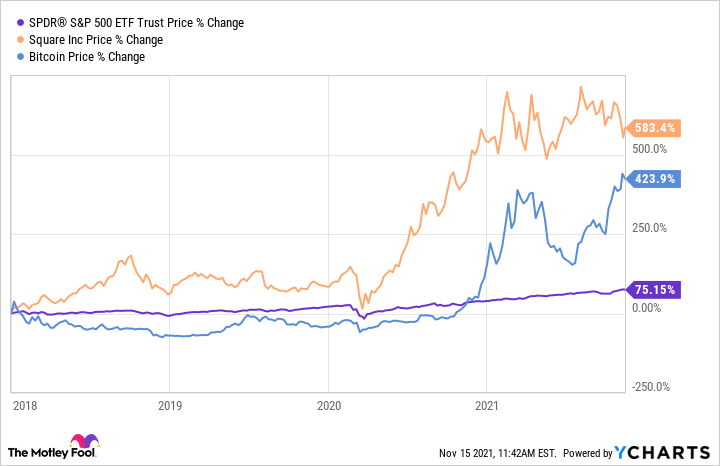 SPDR® S&P 500 ETF Trust Price % Change
Square Inc Price % Change
Bitcoin Price % Change
583.4%
500.0%
423.9%
250.0%
75.15%
0.00%
-250.0%
2018 2019 2020 2021
The Motley Fool.
Nov 15 2021, 11:42AM EST. Powered by YCHARTS